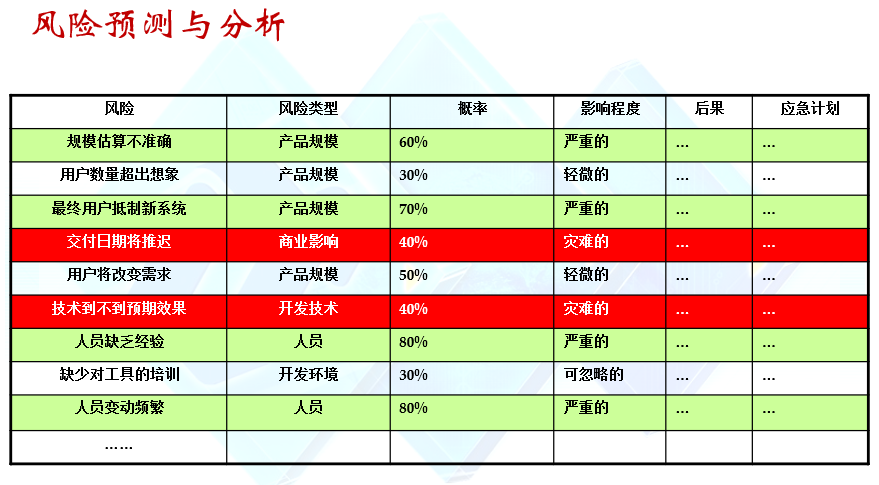 风险预测与分析
风险 风险类型 概率 影响程度 后果 应急计划
规模估算不准确 产品规模 60% 严重的 … …
用户数量超出想象 产品规模 30% 轻微的 … …
最终用户抵制新系统 产品规模 70% 严重的 … …
交付日期将推迟 商业影响 40% 灾难的 … …
用户将改变需求 产品规模 50% 轻微的 … …
技术到不到预期效果 开发技术 40% 灾难的 … …
人员缺乏经验 人员 80% 严重的 … …
缺少对工具的培训 开发环境 30% 可忽略的 … …
人员变动频繁 人员 80% 严重的 … …
……